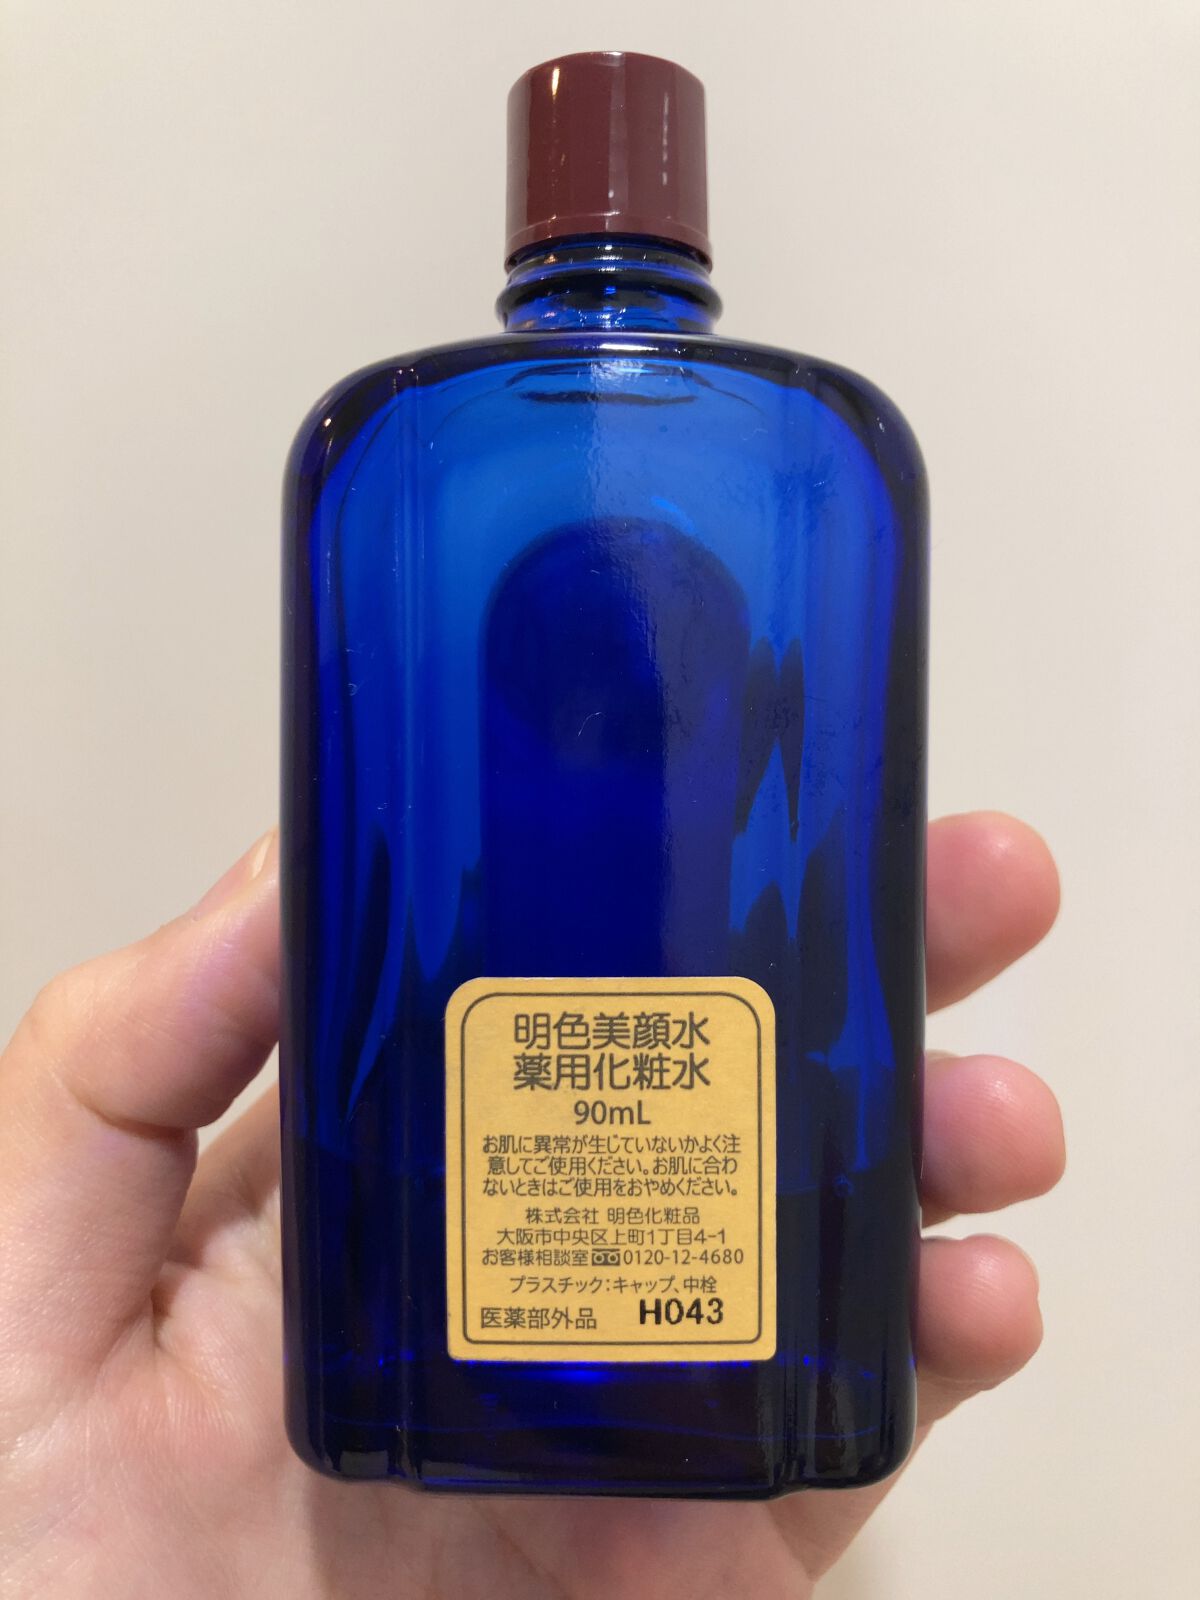 明色美顔水
薬用化粧水
90mL
お肌に異常が生じていないかよく注
意してご使用ください。お肌に合わ
ないときはご使用をおやめください。
株式会社 明色化粧品
大阪市中央区上町1丁目4-1
お客様相談室 0120-12-4680
プラスチック:キャップ、中栓
医薬部外品 H043